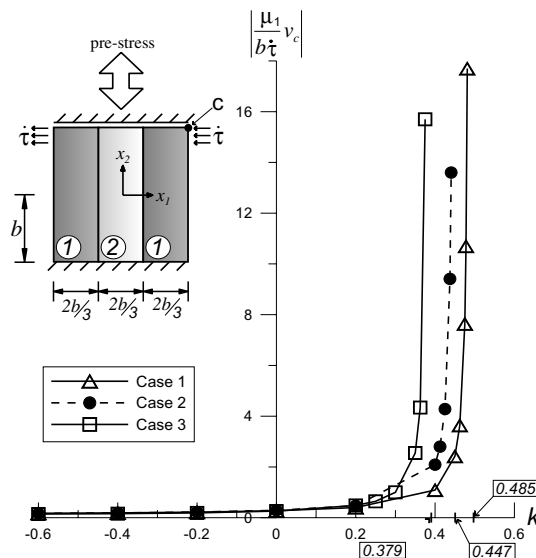 pre-stress
|μ₁/(bτ̇) v_c|
C
τ̇ τ̇
x₂
x₁
b
1 2 1
2b/3 2b/3 2b/3
16
12
8
4
0
Case 1
Case 2
Case 3
-0.6 -0.4 -0.2 0 0.2 0.4 0.6
k
0.485
0.447
0.379